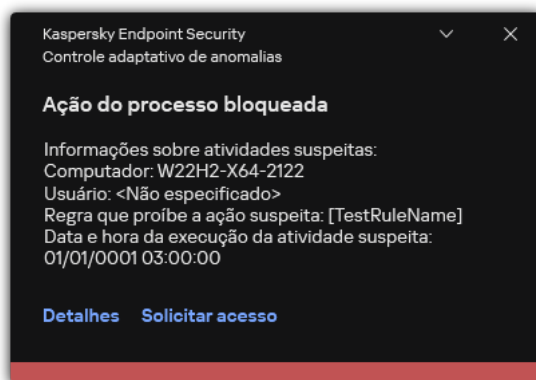 Kaspersky Endpoint Security
Controle adaptativo de anomalias
Ação do processo bloqueada
Informações sobre atividades suspeitas:
Computador: W22H2-X64-2122
Usuário: <Não especificado>
Regra que proíbe a ação suspeita: [TestRuleName]
Data e hora da execução da atividade suspeita:
01/01/0001 03:00:00
Detalhes Solicitar acesso